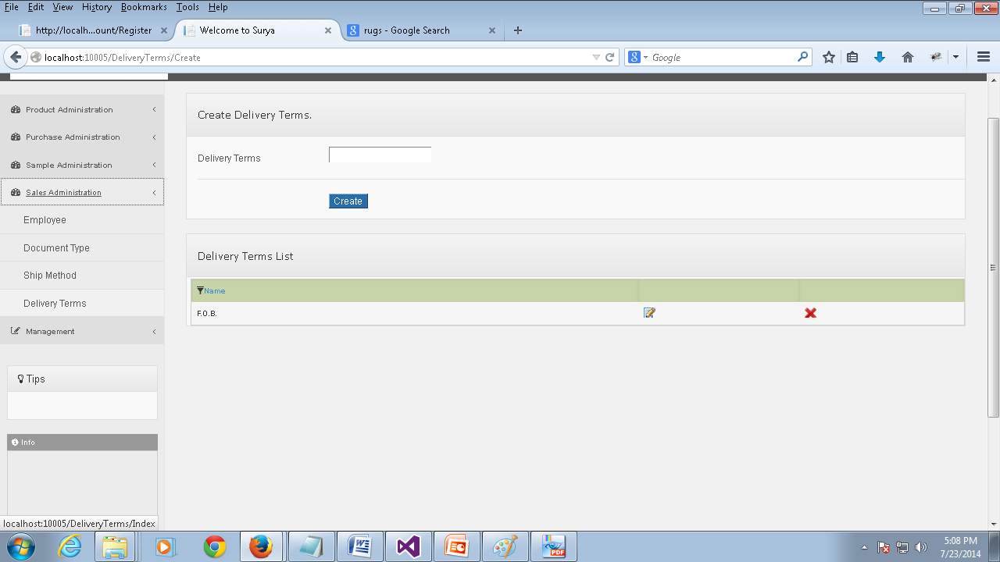 File Edit View History Bookmarks Tools Help
http://localh...ount/Register
Welcome to Surya
rugs - Google Search
localhost:10005/DeliveryTerms/Create
8 Google
Product Administration
Purchase Administration
Sample Administration
Sales Administration
Employee
Document Type
Ship Method
Delivery Terms
Management
Tips
Info
Create Delivery Terms.
Delivery Terms
Create
Delivery Terms List
Name
F.O.B.
localhost:10005/DeliveryTerms/Index
PDF
5:08 PM
7/23/2014